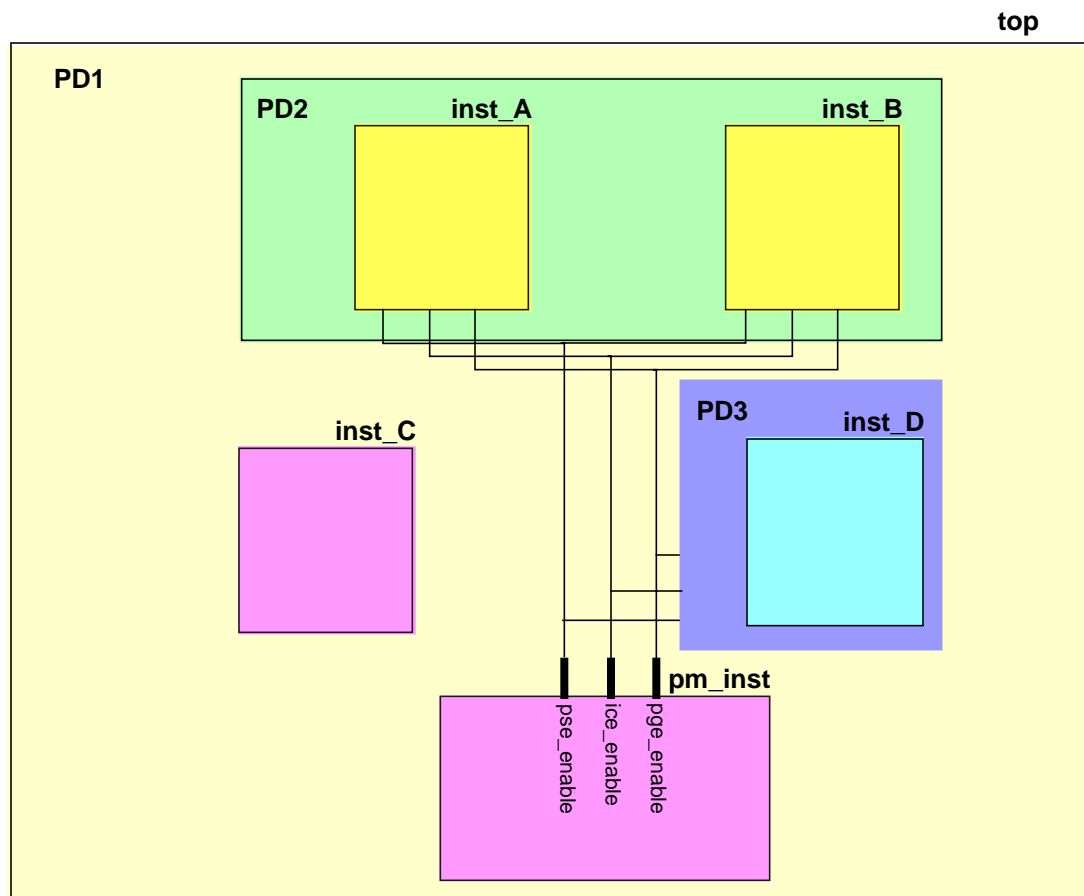 top
PD1
PD2
inst_A
inst_B
PD3
inst_D
inst_C
pm_inst
pse_enable
ice_enable
pge_enable